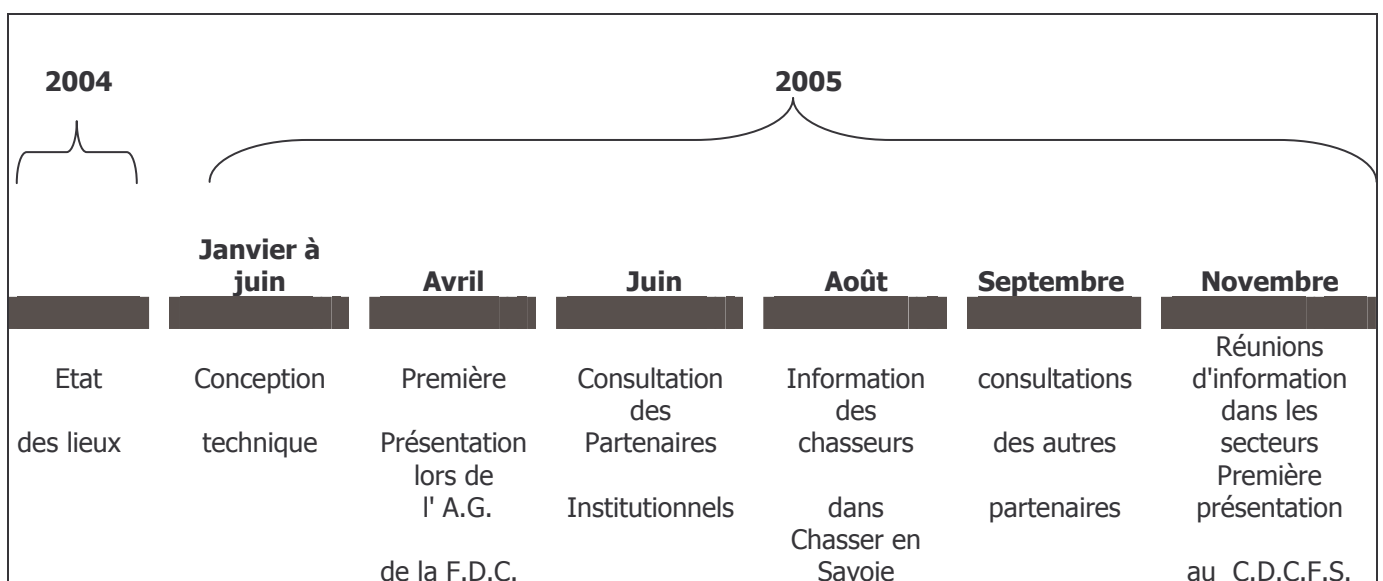 2004
2005
Janvier à
juin
Avril
Juin
Août
Septembre
Novembre
Etat
des lieux
Conception
technique
Première
Présentation
lors de
l' A.G.
de la F.D.C.
Consultation
des
Partenaires
Institutionnels
Information
des
chasseurs
dans
Chasser en
Savoie
consultations
des autres
partenaires
Réunions
d'information
dans les
secteurs
Première
présentation
au C.D.C.F.S.